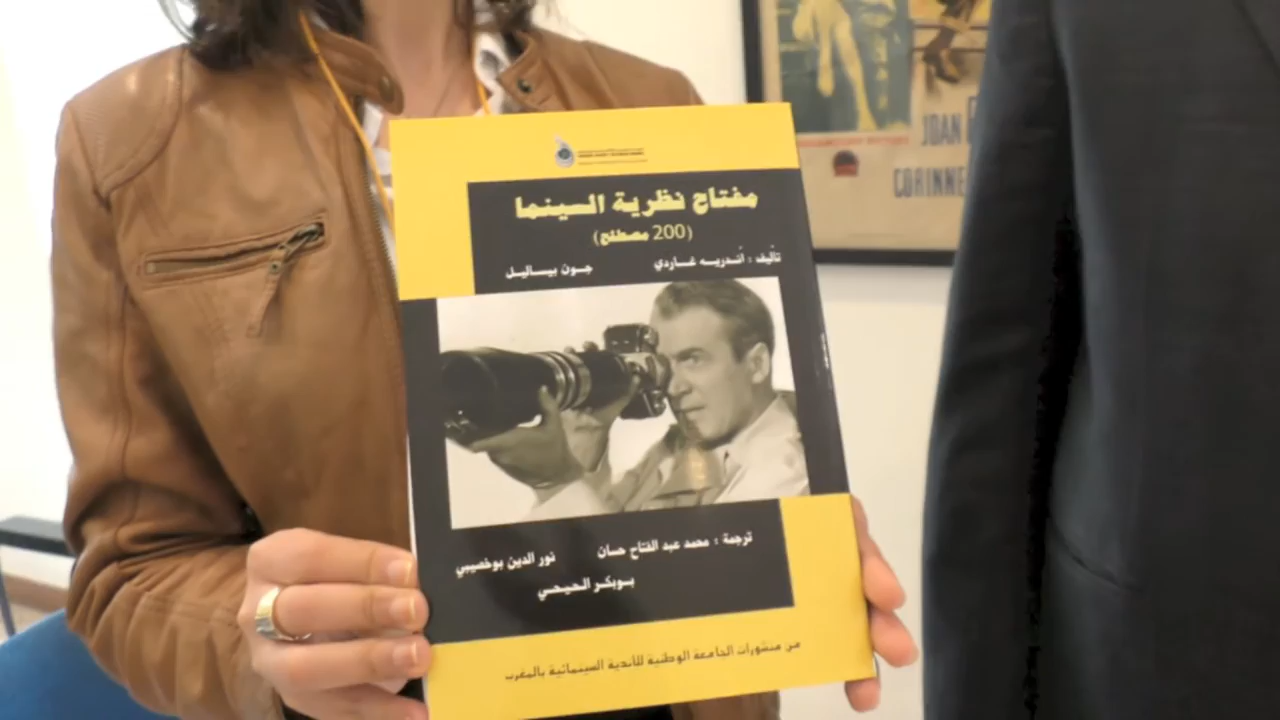 مفتاح نظرية السينما
(200 مصطلح)
تأليف : أندريه غاردي جون بيساليل
ترجمة : محمد عبد الفتاح حسان نور الدين بوخصيبي
بوبكر الحيحي
من منشورات الجامعة الوطنية للأندية السينمائية بالمغرب
JOAN
CORINNE